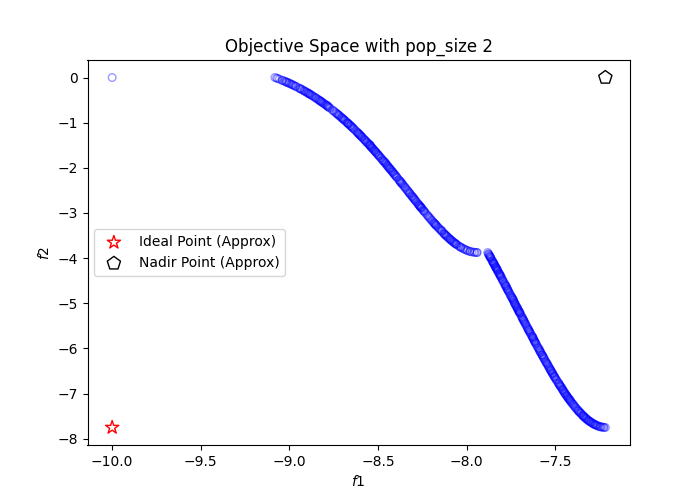 Objective Space with pop_size 2
0
−1
−2
−3
−4
−5
−6
−7
−8
f2
Ideal Point (Approx)
Nadir Point (Approx)
−10.0 −9.5 −9.0 −8.5 −8.0 −7.5
f1